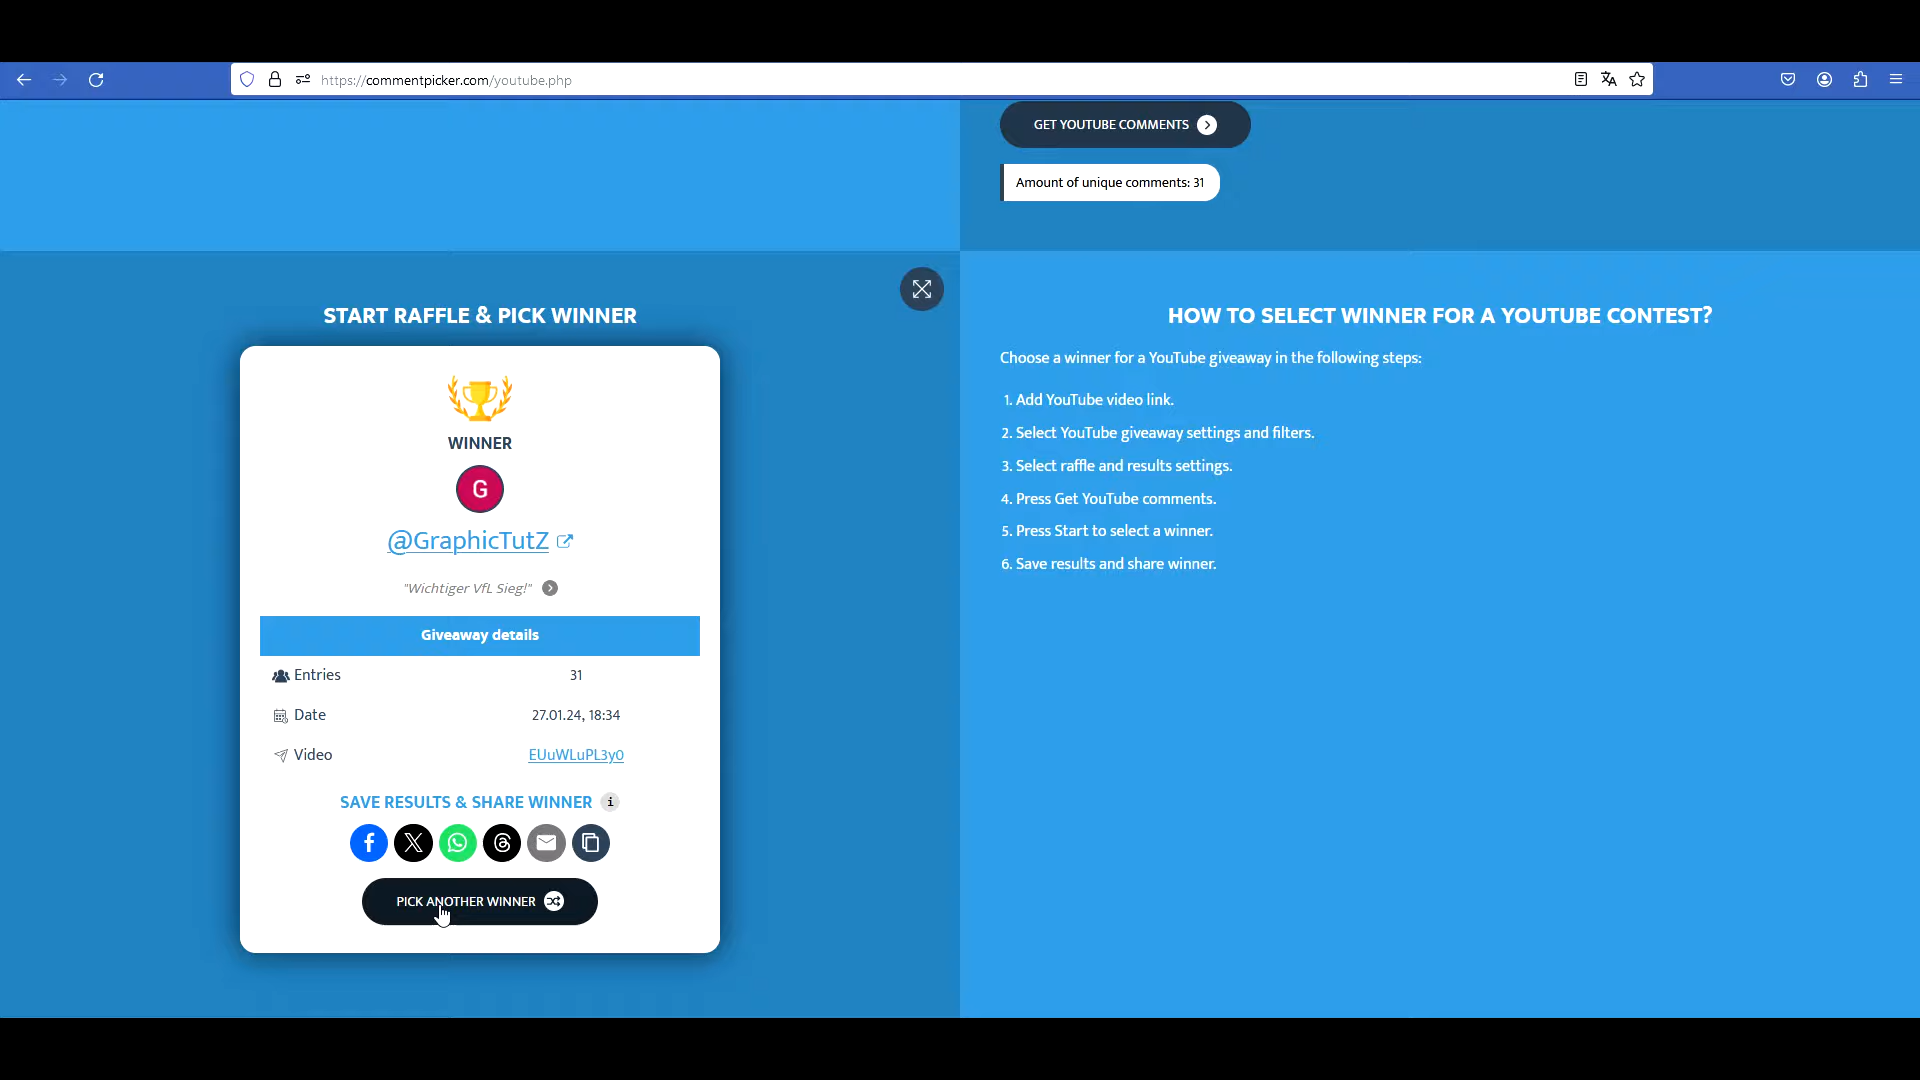 https://commentpicker.com/youtube.php
GET YOUTUBE COMMENTS
Amount of unique comments: 31
START RAFFLE & PICK WINNER
WINNER
G
@GraphicTutZ
"Wichtiger VfL Sieg!"
Giveaway details
Entries 31
Date 27.01.24, 18:34
Video EUuWLuPL3y0
SAVE RESULTS & SHARE WINNER i
PICK ANOTHER WINNER
HOW TO SELECT WINNER FOR A YOUTUBE CONTEST?
Choose a winner for a YouTube giveaway in the following steps:
1. Add YouTube video link.
2. Select YouTube giveaway settings and filters.
3. Select raffle and results settings.
4. Press Get YouTube comments.
5. Press Start to select a winner.
6. Save results and share winner.